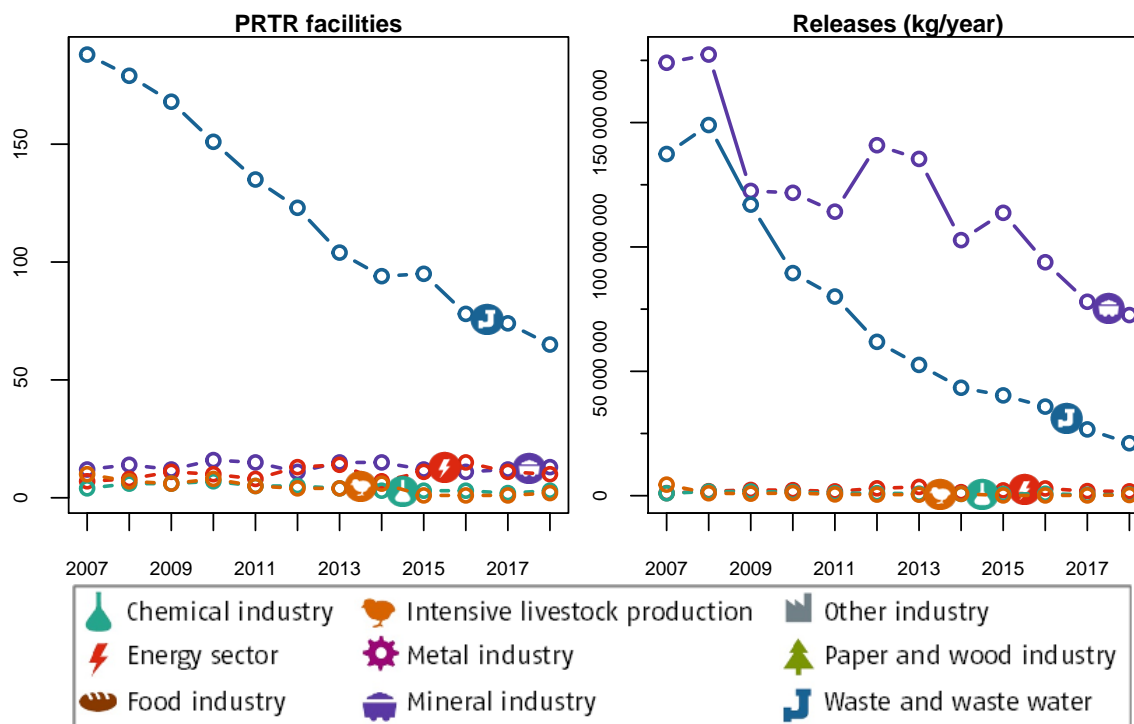 PRTR facilities
Releases (kg/year)
150
100
50
0
150 000 000
100 000 000
50 000 000
0
2007 2009 2011 2013 2015 2017
2007 2009 2011 2013 2015 2017
Chemical industry Intensive livestock production Other industry
Energy sector Metal industry Paper and wood industry
Food industry Mineral industry Waste and waste water